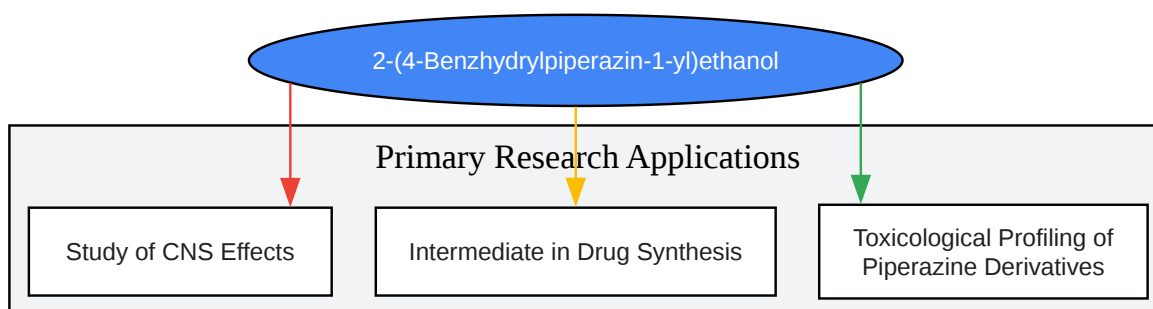 2-(4-Benzhydrylpiperazin-1-yl)ethanol
Primary Research Applications
Study of CNS Effects
Intermediate in Drug Synthesis
Toxicological Profiling of
Piperazine Derivatives